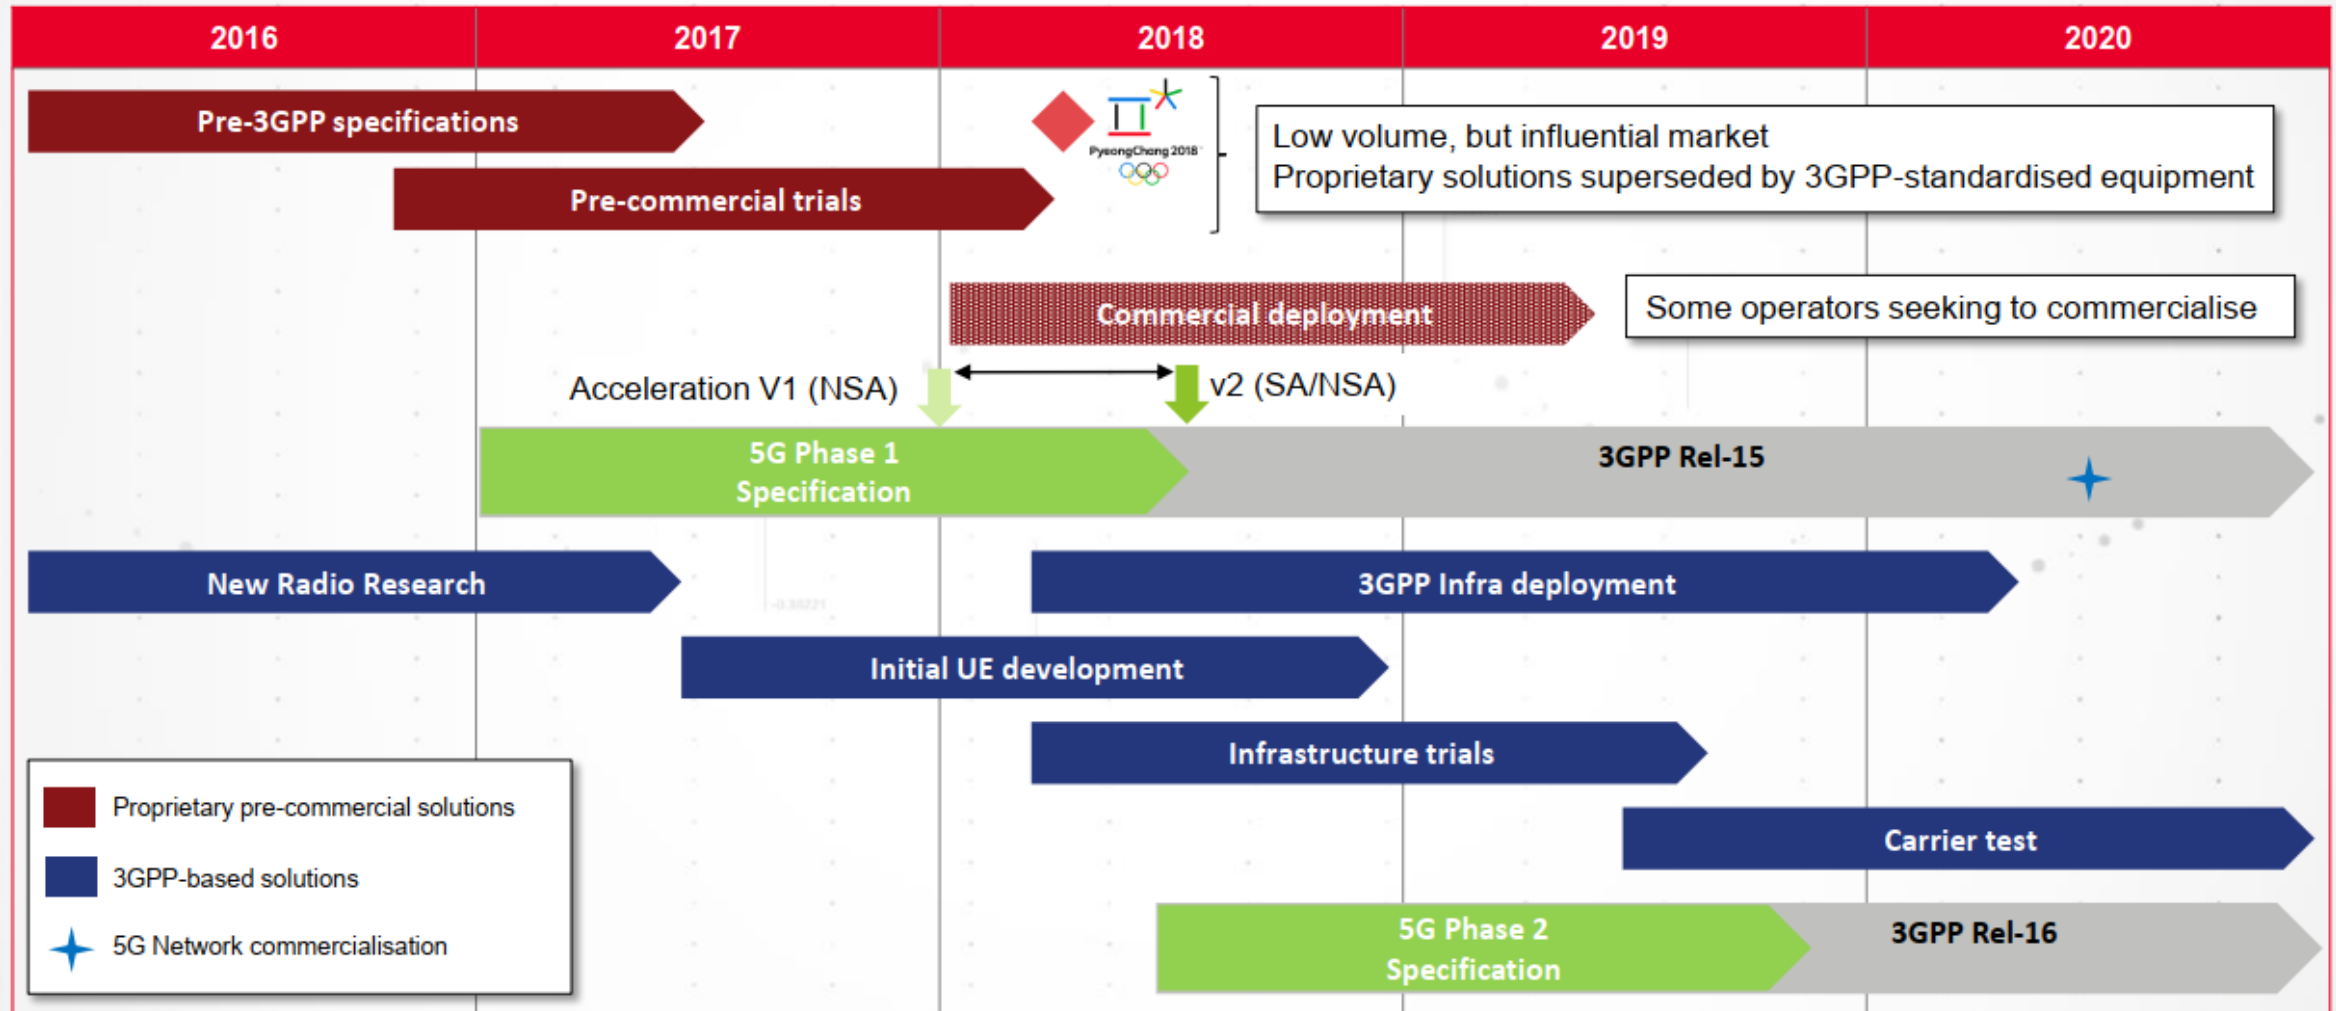 2016
2017
2018
2019
2020
Pre-3GPP specifications
PyeongChang 2018
Low volume, but influential market
Proprietary solutions superseded by 3GPP-standardised equipment
Pre-commercial trials
Commercial deployment
Some operators seeking to commercialise
Acceleration V1 (NSA)
v2 (SA/NSA)
5G Phase 1
Specification
3GPP Rel-15
New Radio Research
3GPP Infra deployment
Initial UE development
Infrastructure trials
Carrier test
5G Phase 2
Specification
3GPP Rel-16
Proprietary pre-commercial solutions
3GPP-based solutions
5G Network commercialisation